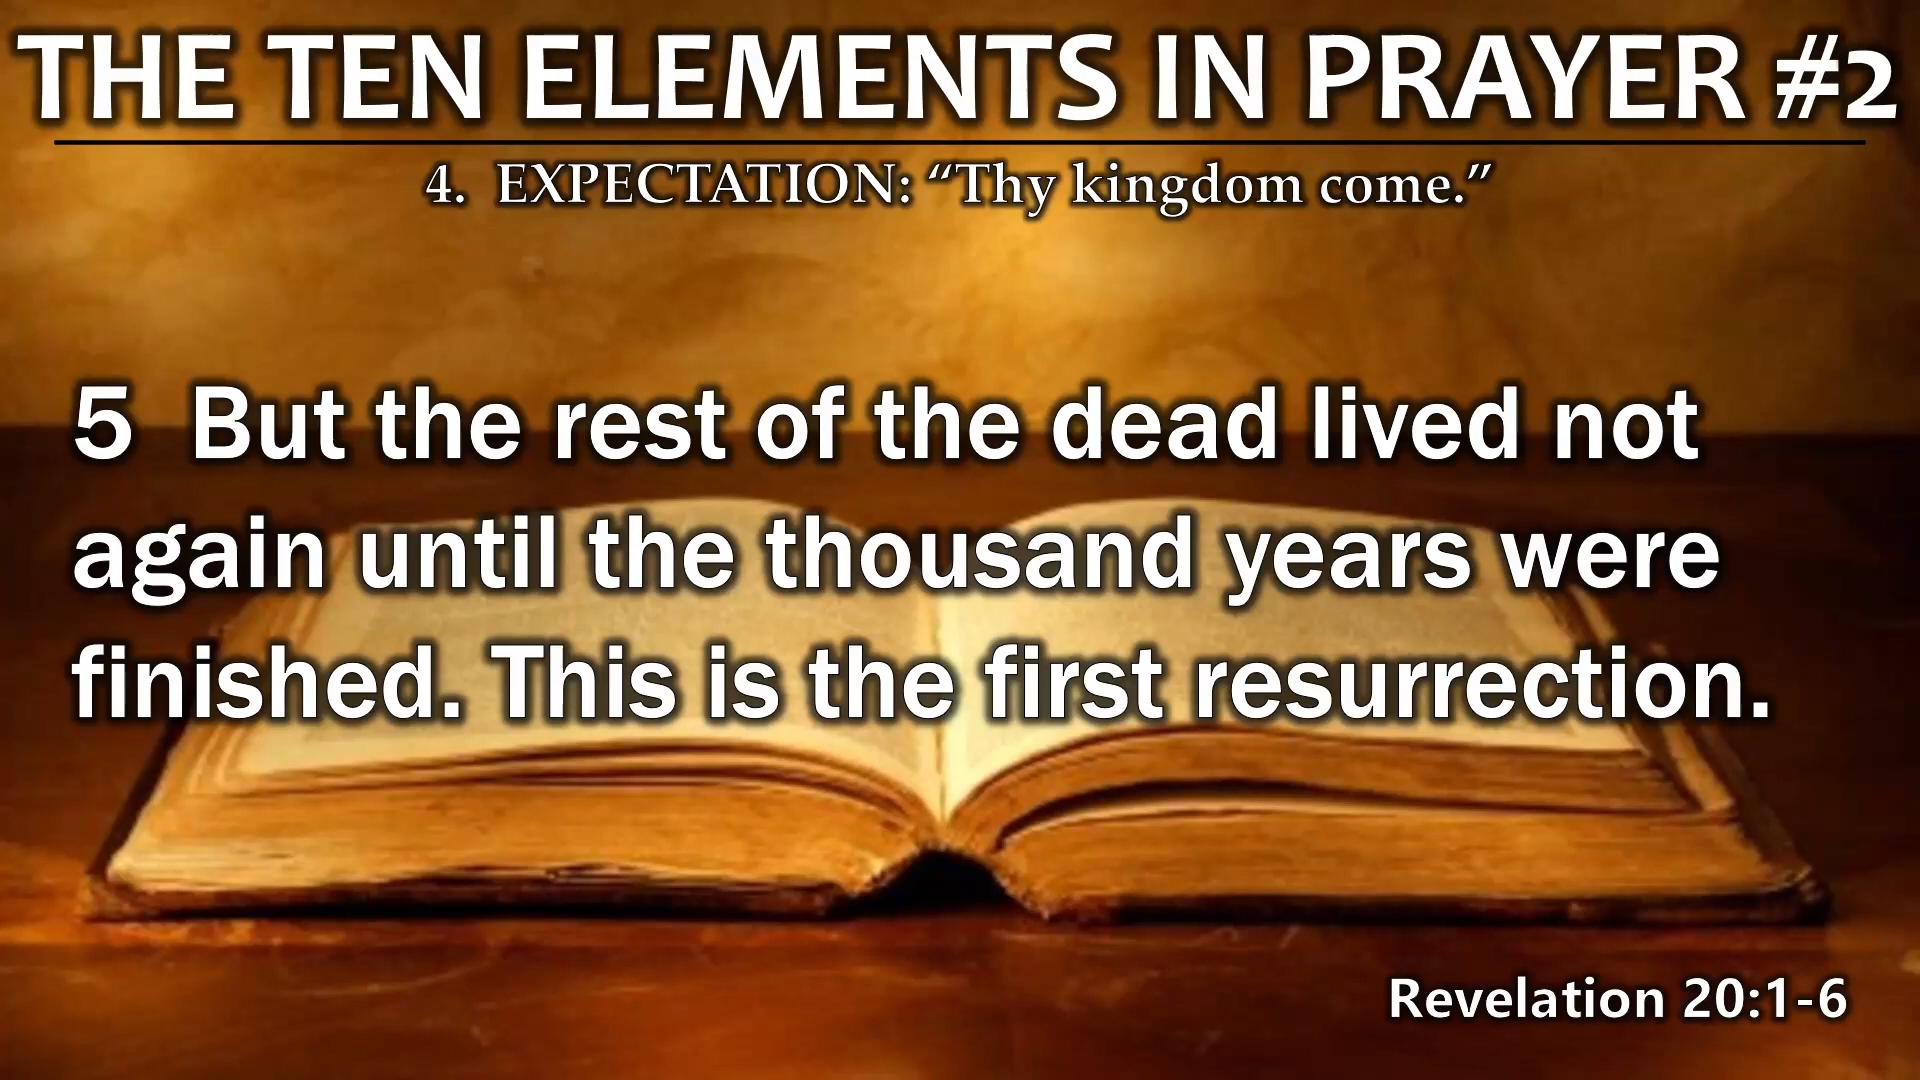 THE TEN ELEMENTS IN PRAYER #2
4. EXPECTATION: “Thy kingdom come.”
5 But the rest of the dead lived not
again until the thousand years were
finished. This is the first resurrection.
Revelation 20:1-6